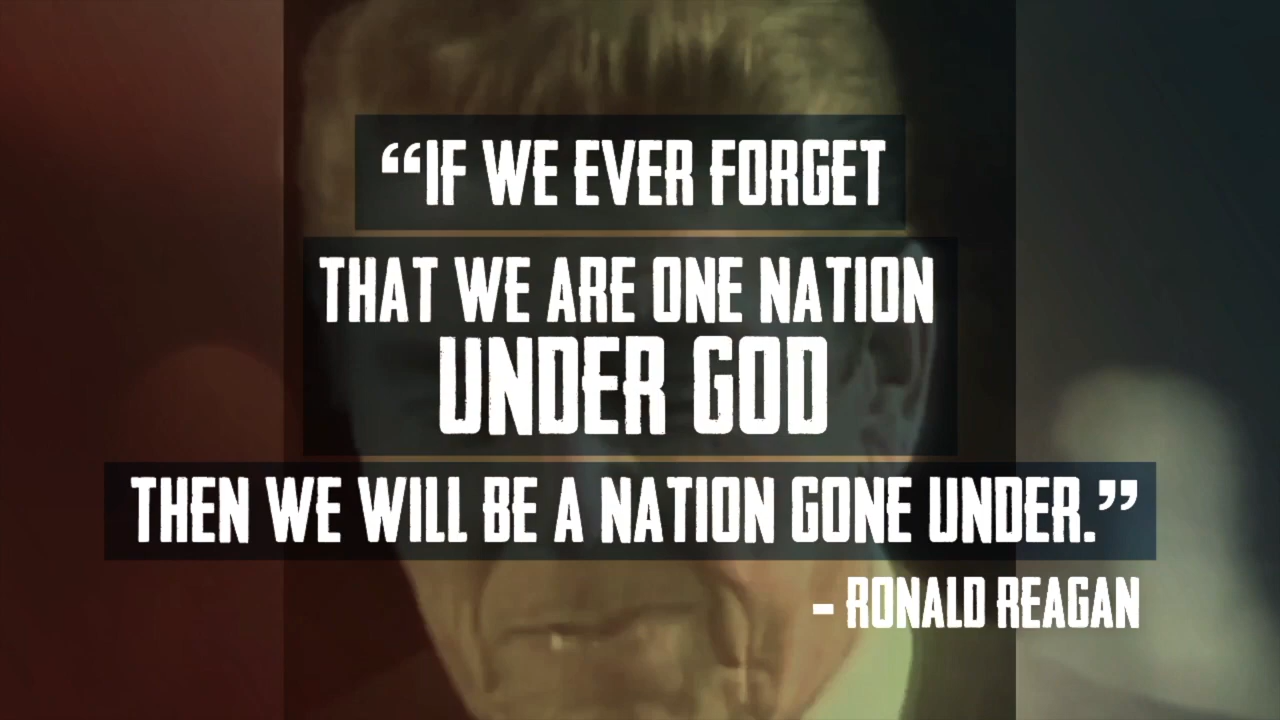 “IF WE EVER FORGET
THAT WE ARE ONE NATION
UNDER GOD
THEN WE WILL BE A NATION GONE UNDER.”
- RONALD REAGAN